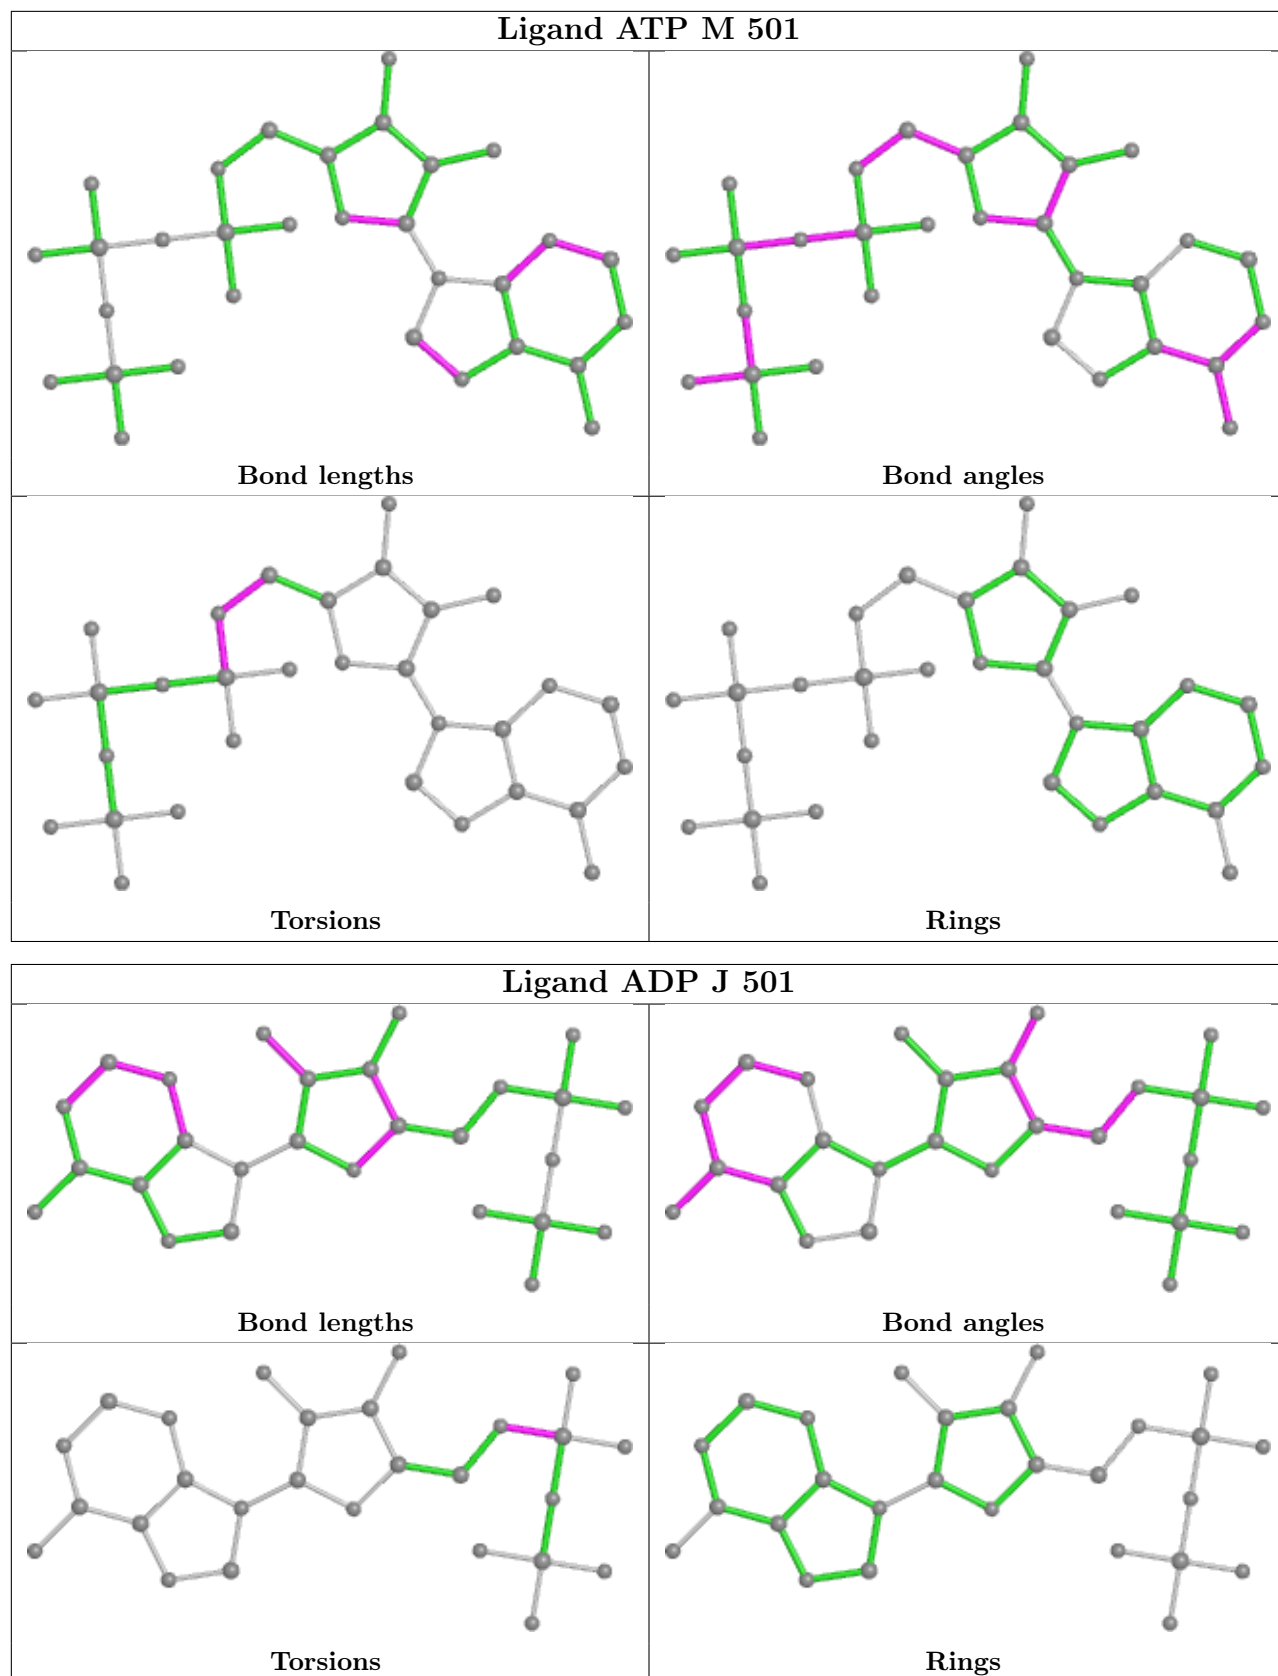 Ligand ATP M 501
Bond lengths
Bond angles
Torsions
Rings
Ligand ADP J 501
Bond lengths
Bond angles
Torsions
Rings